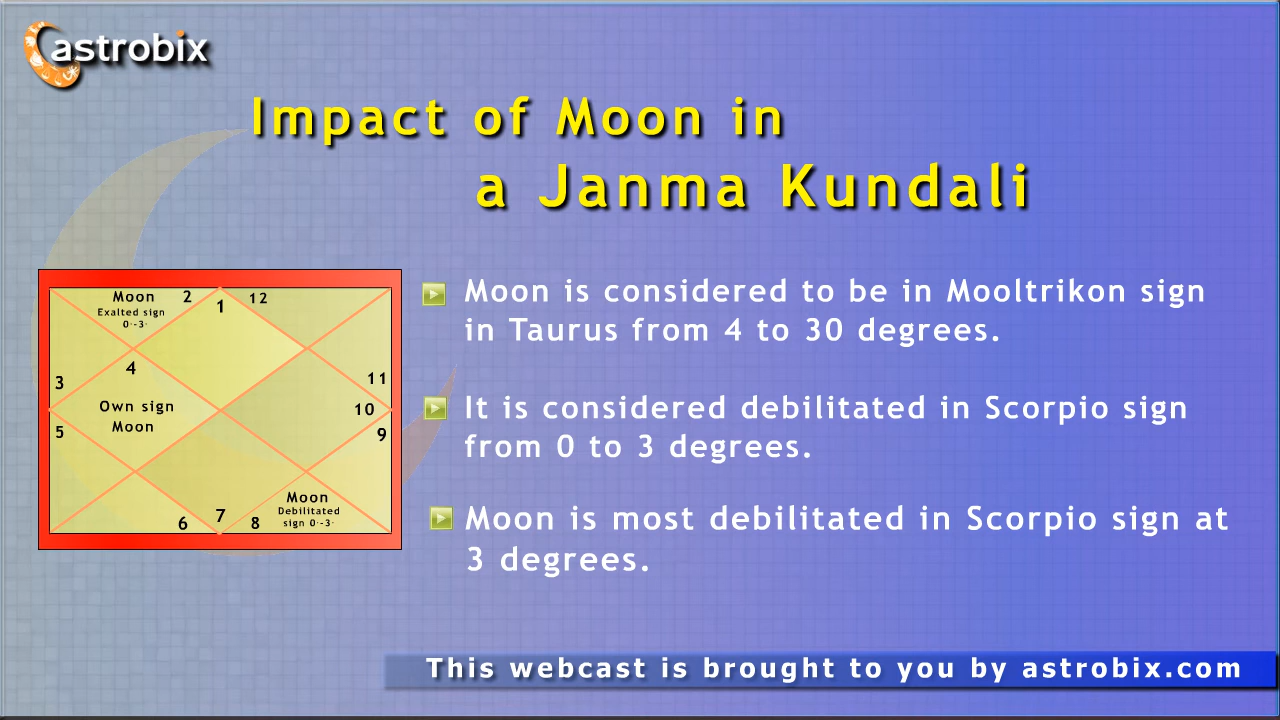 astrobix
Impact of Moon in
a Janma Kundali
Moon
Exalted sign
0°-3°
2
1
12
3
4
Own sign
Moon
5
11
10
9
6
7
8
Moon
Debilitated
sign 0°-3°
Moon is considered to be in Mooltrikon sign
in Taurus from 4 to 30 degrees.
It is considered debilitated in Scorpio sign
from 0 to 3 degrees.
Moon is most debilitated in Scorpio sign at
3 degrees.
This webcast is brought to you by astrobix.com